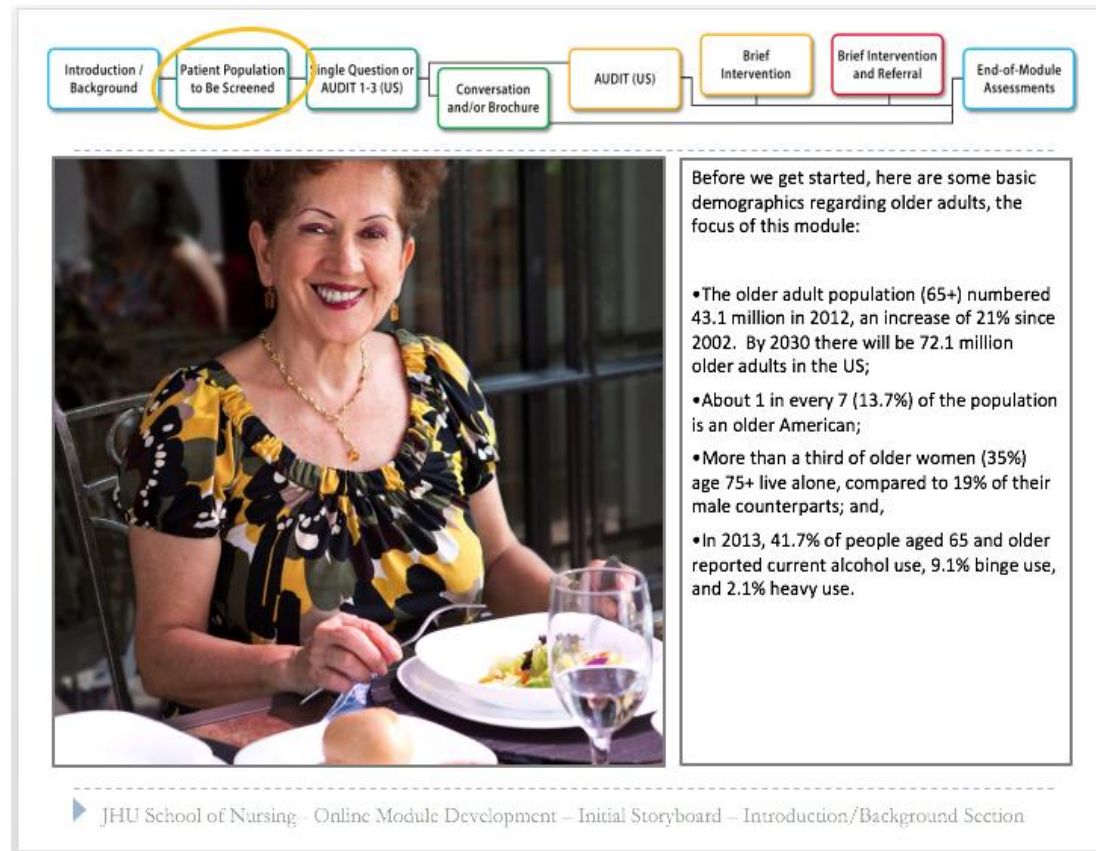 Introduction /
Background
Patient Population
to Be Screened
Single Question or
AUDIT 1-3 (US)
Conversation
and/or Brochure
AUDIT (US)
Brief
Intervention
Brief Intervention
and Referral
End-of-Module
Assessments
Before we get started, here are some basic
demographics regarding older adults, the
focus of this module:
•The older adult population (65+) numbered
43.1 million in 2012, an increase of 21% since
2002.  By 2030 there will be 72.1 million
older adults in the US;
•About 1 in every 7 (13.7%) of the population
is an older American;
•More than a third of older women (35%)
age 75+ live alone, compared to 19% of their
male counterparts; and,
•In 2013, 41.7% of people aged 65 and older
reported current alcohol use, 9.1% binge use,
and 2.1% heavy use.
JHU School of Nursing - Online Module Development – Initial Storyboard – Introduction/Background Section